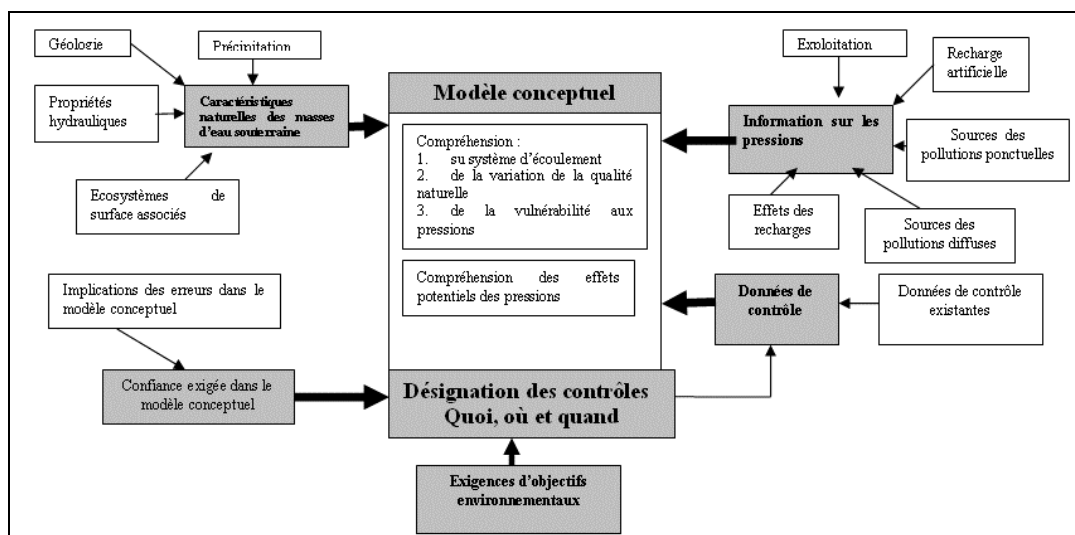 Géologie
Précipitation
Propriétés
hydrauliques
Caractéristiques
naturelles des masses
d'eau souterraine
Ecosystèmes de
surface associés
Modèle conceptuel
Compréhension :
1. su système d'écoulement
2. de la variation de la qualité
naturelle
3. de la vulnérabilité aux
pressions
Compréhension des effets
potentiels des pressions
Exploitation
Recharge
artificielle
Information sur les
pressions
Sources des
pollutions ponctuelles
Effets des
recharges
Sources des
pollutions diffuses
Implications des erreurs dans le
modèle conceptuel
Données de
contrôle
Données de contrôle
existantes
Confiance exigée dans le
modèle conceptuel
Désignation des contrôles
Quoi, où et quand
Exigences d'objectifs
environnementaux